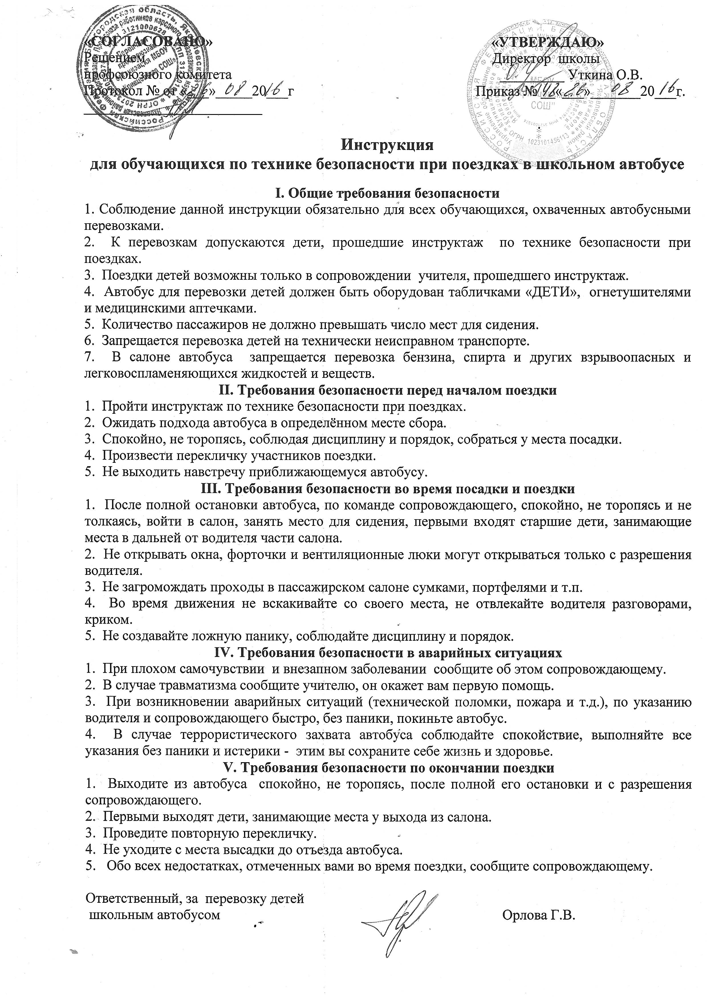 «СОГЛАСОВАНО»
Решением
профсоюзного комитета
Протокол № от «26» 08 2016 г
«УТВЕРЖДАЮ»
Директор школы
Уткина О.В.
Приказ № «26» 08 2016 г.
Первичная
профсоюзная
организация МБОУ
СОШ»
МБОУ
СОШ"
ОГРН 1023101456113
Инструкция
для обучающихся по технике безопасности при поездках в школьном автобусе
I. Общие требования безопасности
1. Соблюдение данной инструкции обязательно для всех обучающихся, охваченных автобусными
перевозками.
2. К перевозкам допускаются дети, прошедшие инструктаж по технике безопасности при
поездках.
3. Поездки детей возможны только в сопровождении учителя, прошедшего инструктаж.
4. Автобус для перевозки детей должен быть оборудован табличками «ДЕТИ», огнетушителями
и медицинскими аптечками.
5. Количество пассажиров не должно превышать число мест для сидения.
6. Запрещается перевозка детей на технически неисправном транспорте.
7. В салоне автобуса запрещается перевозка бензина, спирта и других взрывоопасных и
легковоспламеняющихся жидкостей и веществ.
II. Требования безопасности перед началом поездки
1. Пройти инструктаж по технике безопасности при поездках.
2. Ожидать подхода автобуса в определённом месте сбора.
3. Спокойно, не торопясь, соблюдая дисциплину и порядок, собраться у места посадки.
4. Произвести перекличку участников поездки.
5. Не выходить навстречу приближающемуся автобусу.
III. Требования безопасности во время посадки и поездки
1. После полной остановки автобуса, по команде сопровождающего, спокойно, не торопясь и не
толкаясь, войти в салон, занять место для сидения, первыми входят старшие дети, занимающие
места в дальней от водителя части салона.
2. Не открывать окна, форточки и вентиляционные люки могут открываться только с разрешения
водителя.
3. Не загромождать проходы в пассажирском салоне сумками, портфелями и т.п.
4. Во время движения не вскакивайте со своего места, не отвлекайте водителя разговорами,
криком.
5. Не создавайте ложную панику, соблюдайте дисциплину и порядок.
IV. Требования безопасности в аварийных ситуациях
1. При плохом самочувствии и внезапном заболевании сообщите об этом сопровождающему.
2. В случае травматизма сообщите учителю, он окажет вам первую помощь.
3. При возникновении аварийных ситуаций (технической поломки, пожара и т.д.), по указанию
водителя и сопровождающего быстро, без паники, покиньте автобус.
4. В случае террористического захвата автобуса соблюдайте спокойствие, выполняйте все
указания без паники и истерики - этим вы сохраните себе жизнь и здоровье.
V. Требования безопасности по окончании поездки
1. Выходите из автобуса спокойно, не торопясь, после полной его остановки и с разрешения
сопровождающего.
2. Первыми выходят дети, занимающие места у выхода из салона.
3. Проведите повторную перекличку.
4. Не уходите с места высадки до отъезда автобуса.
5. Обо всех недостатках, отмеченных вами во время поездки, сообщите сопровождающему.
Ответственный, за перевозку детей
школьным автобусом
Орлова Г.В.